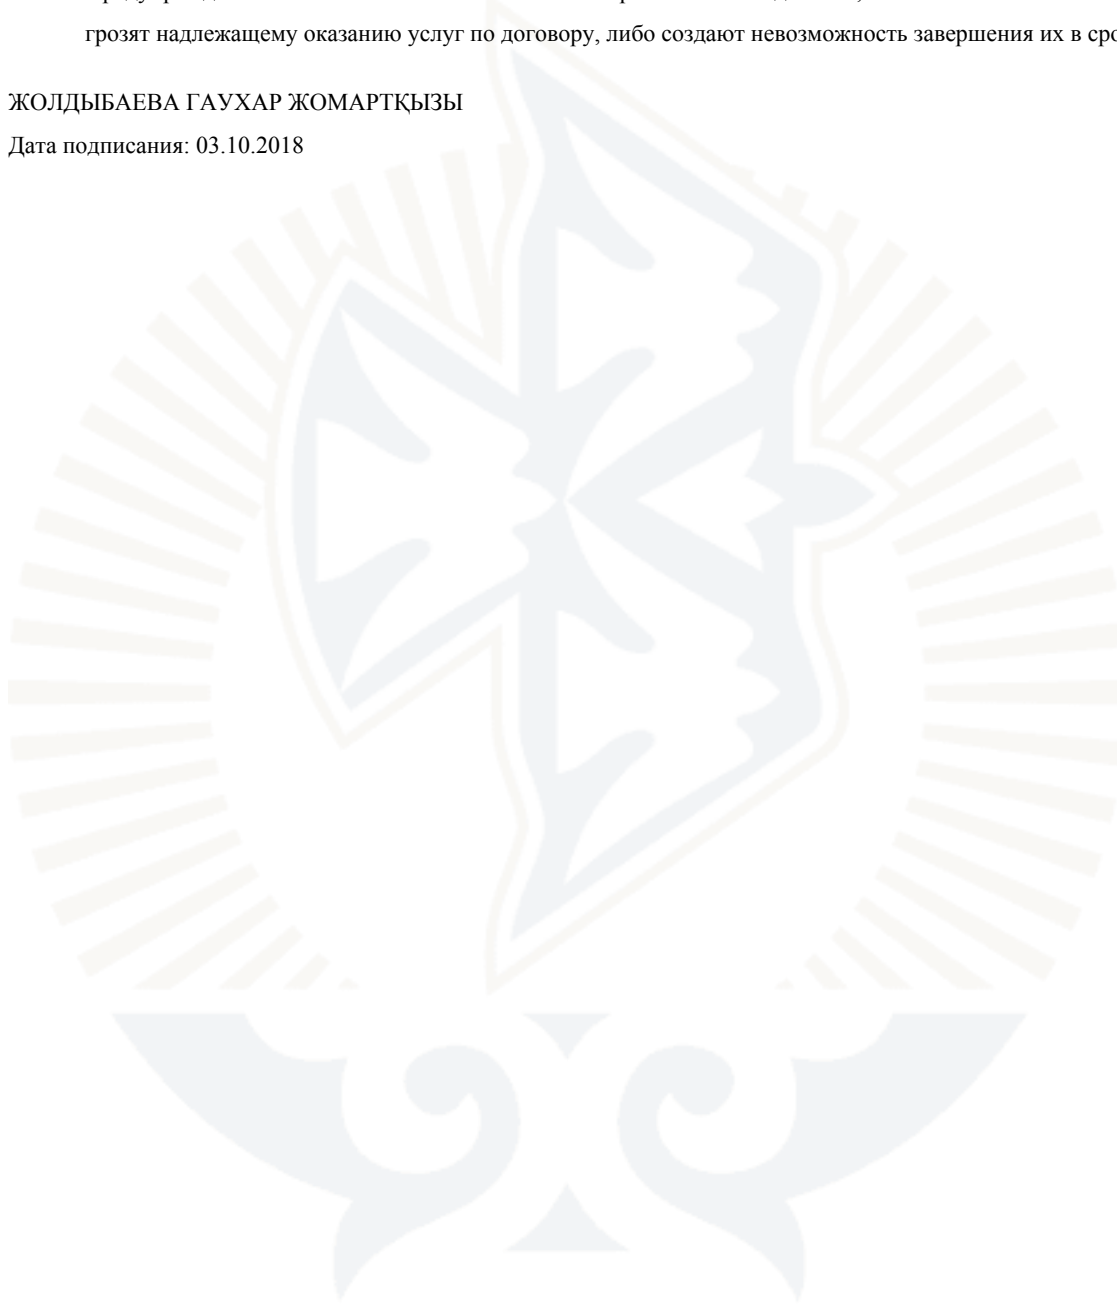 грозят надлежащему оказанию услуг по договору, либо создают невозможность завершения их в сро
ЖОЛДЫБАЕВА ГАУХАР ЖОМАРТҚЫЗЫ
Дата подписания: 03.10.2018